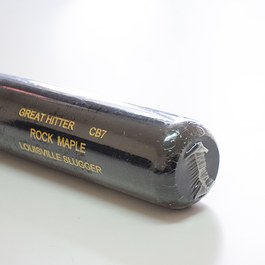 GREAT HITTER CB7
ROCK MAPLE
LOUISVILLE SLUGGER